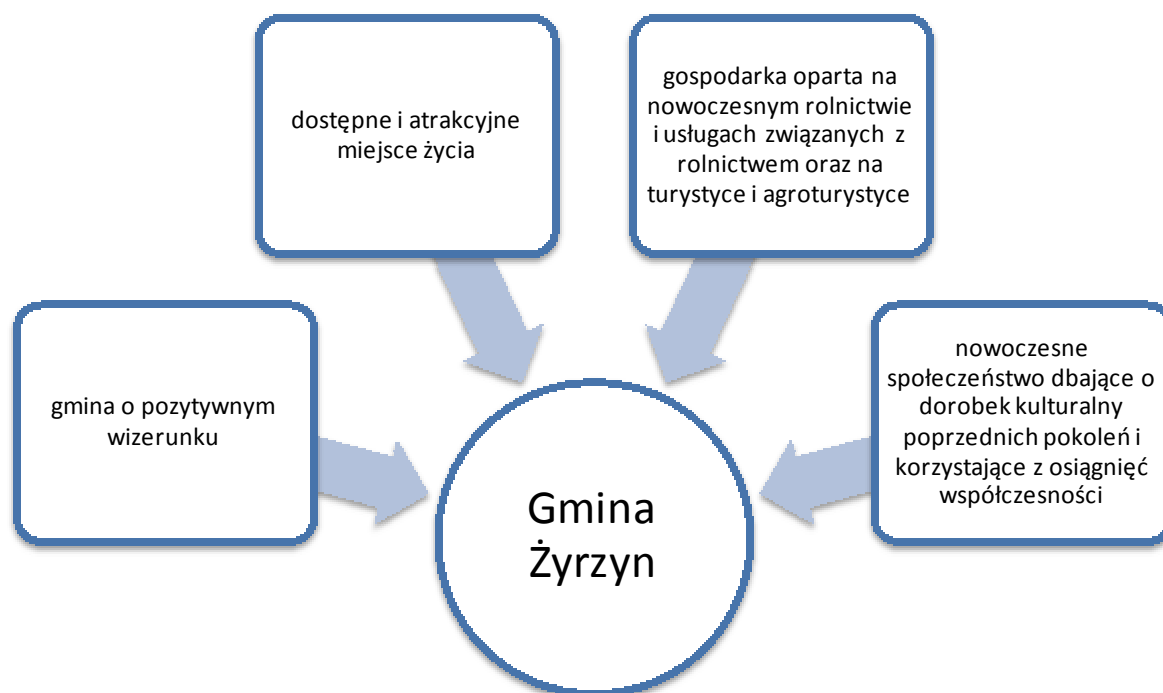 gmina o pozytywnym
wizerunku
dostępne i atrakcyjne
miejsce życia
gospodarka oparta na
nowoczesnym rolnictwie
i usługach związanych z
rolnictwem oraz na
turystyce i agroturystyce
nowoczesne
społeczeństwo dbające o
dorobek kulturalny
poprzednich pokoleń i
korzystające z osiągnięć
współczesności
Gmina
Żyrzyn